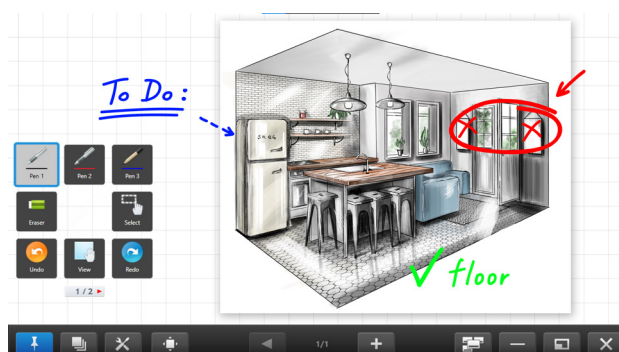 To Do:
SMEG
Pen 1
Pen 2
Pen 3
Eraser
Select
Undo
View
Redo
1 / 2
floor
1/1